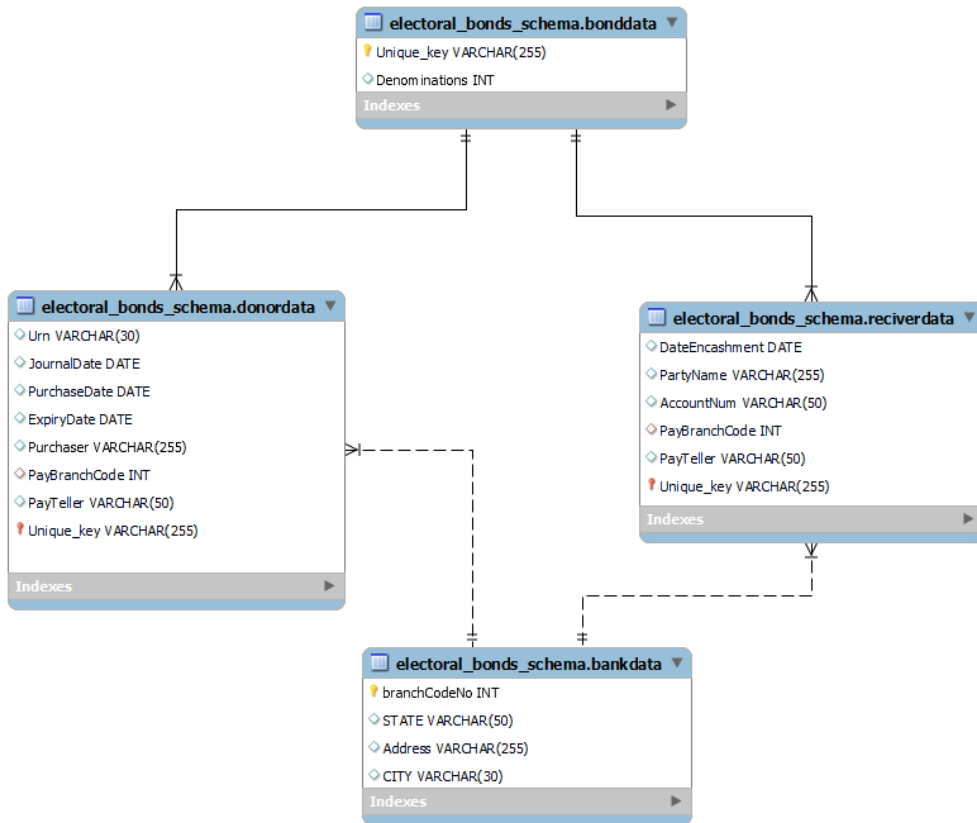 electoral_bonds_schema.bonddata
Unique_key VARCHAR(255)
Denominations INT
Indexes
electoral_bonds_schema.donordata
Urn VARCHAR(30)
JournalDate DATE
PurchaseDate DATE
ExpiryDate DATE
Purchaser VARCHAR(255)
PayBranchCode INT
PayTeller VARCHAR(50)
Unique_key VARCHAR(255)
Indexes
electoral_bonds_schema.reciverdata
DateEncashment DATE
PartyName VARCHAR(255)
AccountNum VARCHAR(50)
PayBranchCode INT
PayTeller VARCHAR(50)
Unique_key VARCHAR(255)
Indexes
electoral_bonds_schema.bankdata
branchCodeNo INT
STATE VARCHAR(50)
Address VARCHAR(255)
CITY VARCHAR(30)
Indexes